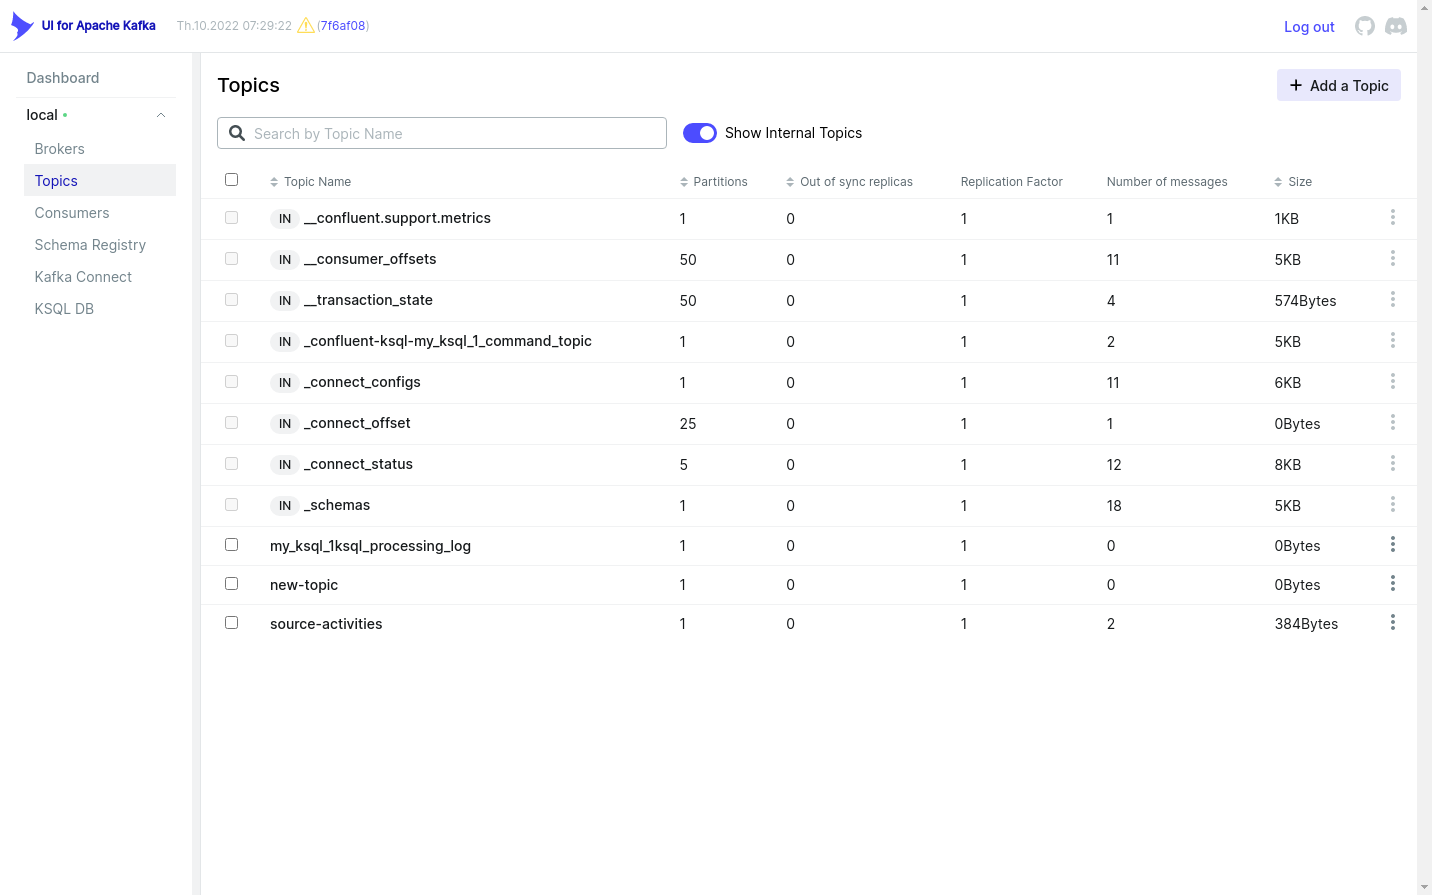 UI for Apache Kafka Th.10.2022 07:29:22 (7f6af08) Log out
Dashboard
local
Brokers
Topics
Consumers
Schema Registry
Kafka Connect
KSQL DB
Topics
+ Add a Topic
Search by Topic Name
Show Internal Topics
Topic Name Partitions Out of sync replicas Replication Factor Number of messages Size
IN __confluent.support.metrics 1 0 1 1 1KB
IN __consumer_offsets 50 0 1 11 5KB
IN __transaction_state 50 0 1 4 574Bytes
IN _confluent-ksql-my_ksql_1_command_topic 1 0 1 2 5KB
IN _connect_configs 1 0 1 11 6KB
IN _connect_offset 25 0 1 1 0Bytes
IN _connect_status 5 0 1 12 8KB
IN _schemas 1 0 1 18 5KB
my_ksql_1ksql_processing_log 1 0 1 0 0Bytes
new-topic 1 0 1 0 0Bytes
source-activities 1 0 1 2 384Bytes